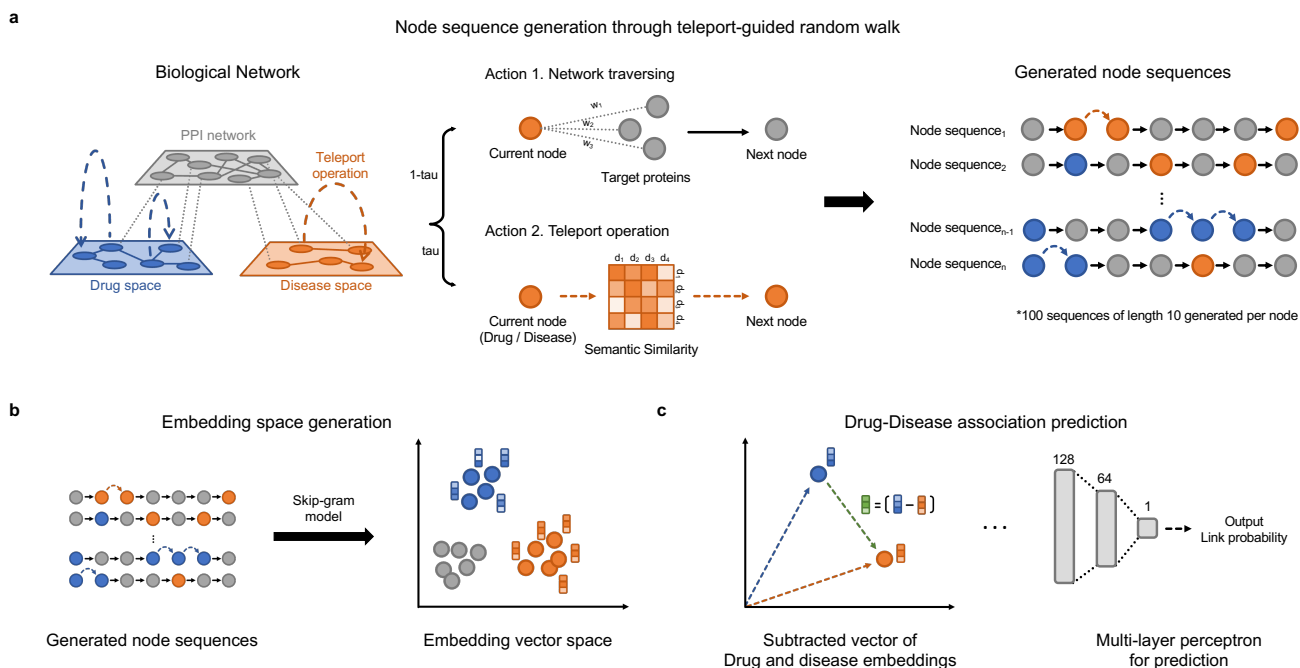 a
Node sequence generation through teleport-guided random walk
Biological Network
PPI network
Teleport
operation
Drug space
Disease space
1-tau
tau
Action 1. Network traversing
w1
w2
w3
Current node
Target proteins
Next node
Action 2. Teleport operation
d1 d2 d3 d4
d1
d2
d3
d4
Current node
(Drug / Disease)
Semantic Similarity
Next node
Generated node sequences
Node sequence1
Node sequence2
⋮
Node sequencen-1
Node sequencen
*100 sequences of length 10 generated per node
b
Embedding space generation
⋮
Skip-gram
model
Generated node sequences
Embedding vector space
c
Drug-Disease association prediction
= ( - )
...
128
64
1
Output
Link probability
Subtracted vector of
Drug and disease embeddings
Multi-layer perceptron
for prediction